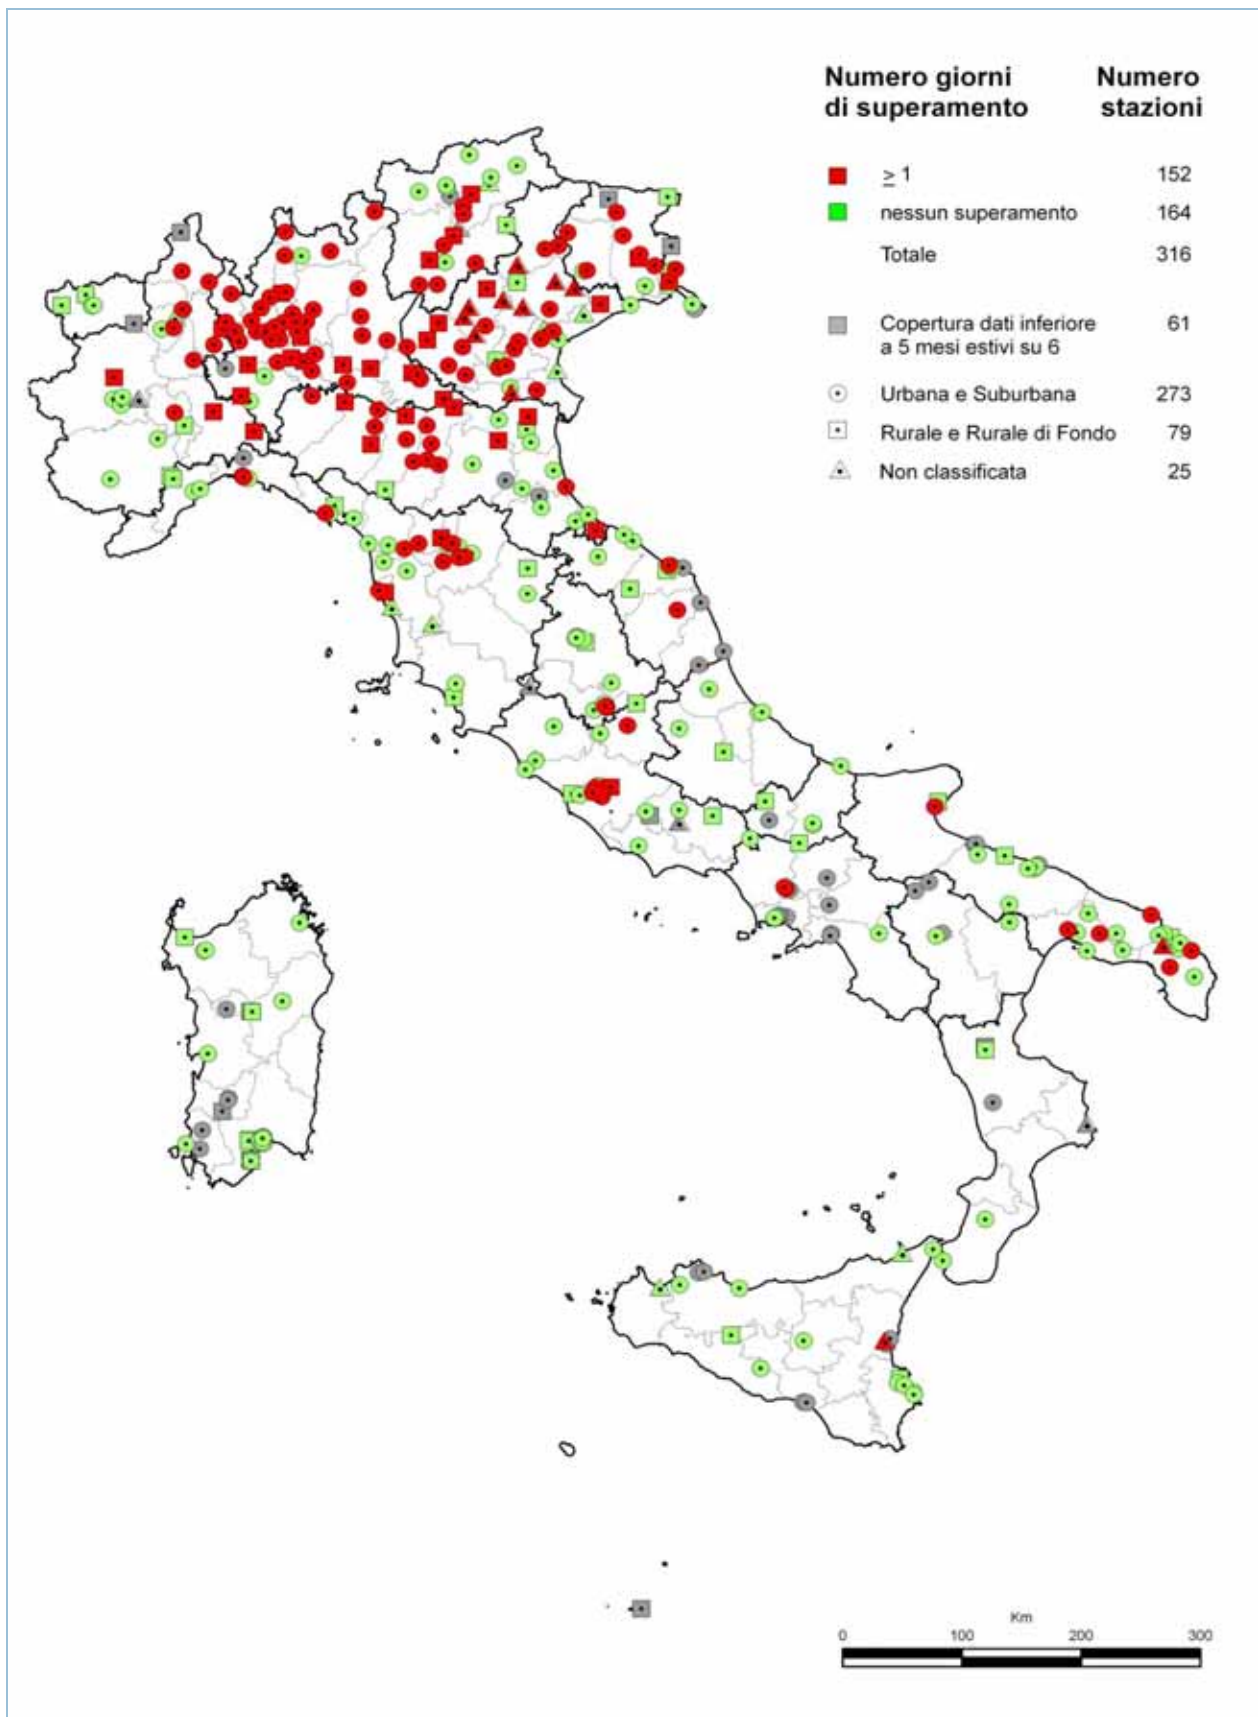 Numero giorni di superamento Numero stazioni
≥ 1 152
nessun superamento 164
Totale 316
Copertura dati inferiore a 5 mesi estivi su 6 61
Urbana e Suburbana 273
Rurale e Rurale di Fondo 79
Non classificata 25
Km
0 100 200 300